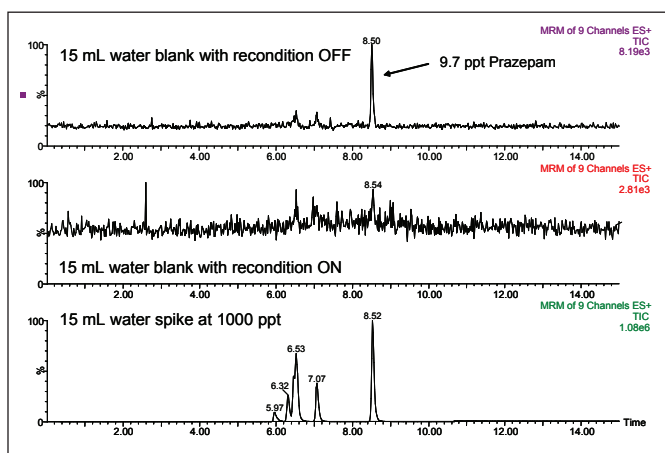 MRM of 9 Channels ES+
TIC
8.19e3
100
15 mL water blank with recondition OFF
8.50
9.7 ppt Prazepam
%
0
2.00 4.00 6.00 8.00 10.00 12.00 14.00
MRM of 9 Channels ES+
TIC
2.81e3
100
8.54
%
15 mL water blank with recondition ON
0
2.00 4.00 6.00 8.00 10.00 12.00 14.00
MRM of 9 Channels ES+
TIC
1.08e6
100
15 mL water spike at 1000 ppt
8.52
6.53
7.07
6.32
5.97
%
0
Time
2.00 4.00 6.00 8.00 10.00 12.00 14.00